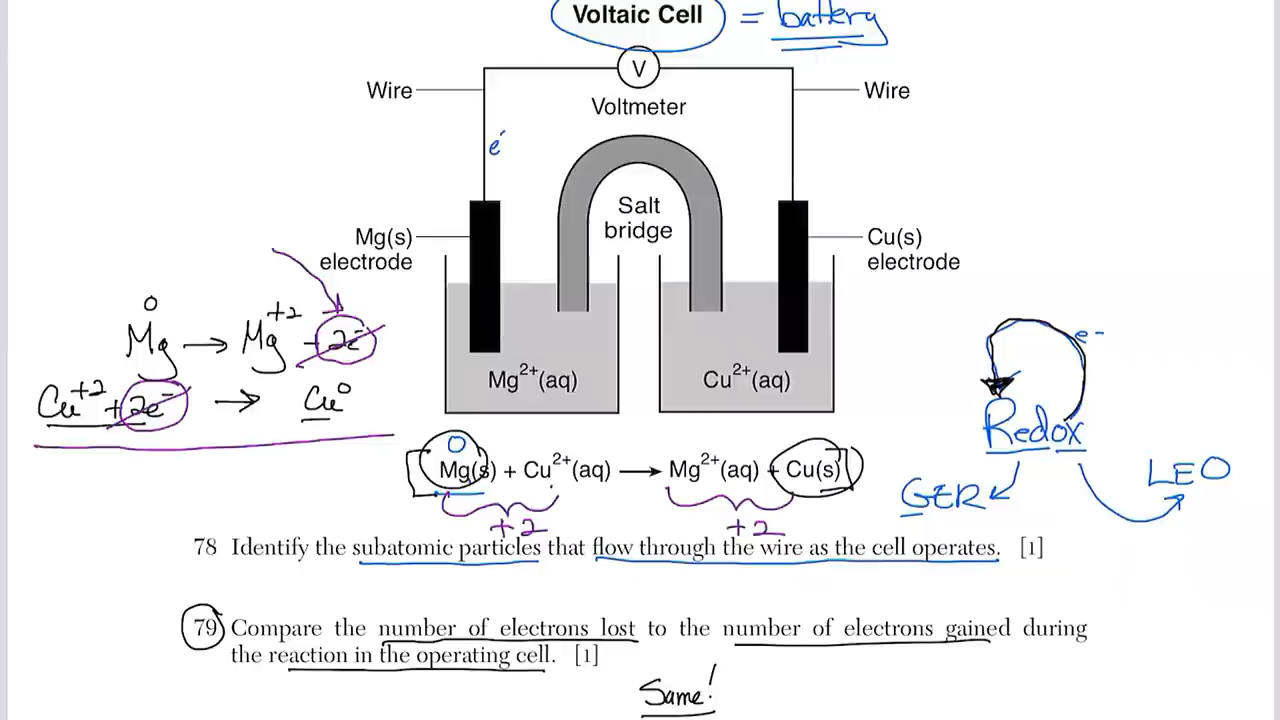 Voltaic Cell = battery
V
Wire
Wire
Voltmeter
e⁻
Salt
bridge
Mg(s)
electrode
Cu(s)
electrode
Mg²⁺(aq)
Cu²⁺(aq)
0
Mg → Mg⁺² + 2e⁻
Cu⁺² + 2e⁻ → Cu⁰
e-
Redox
GER
LEO
0
Mg(s) + Cu²⁺(aq) → Mg²⁺(aq) + Cu(s)
+2
+2
78 Identify the subatomic particles that flow through the wire as the cell operates. [1]
79 Compare the number of electrons lost to the number of electrons gained during
the reaction in the operating cell. [1]
Same!